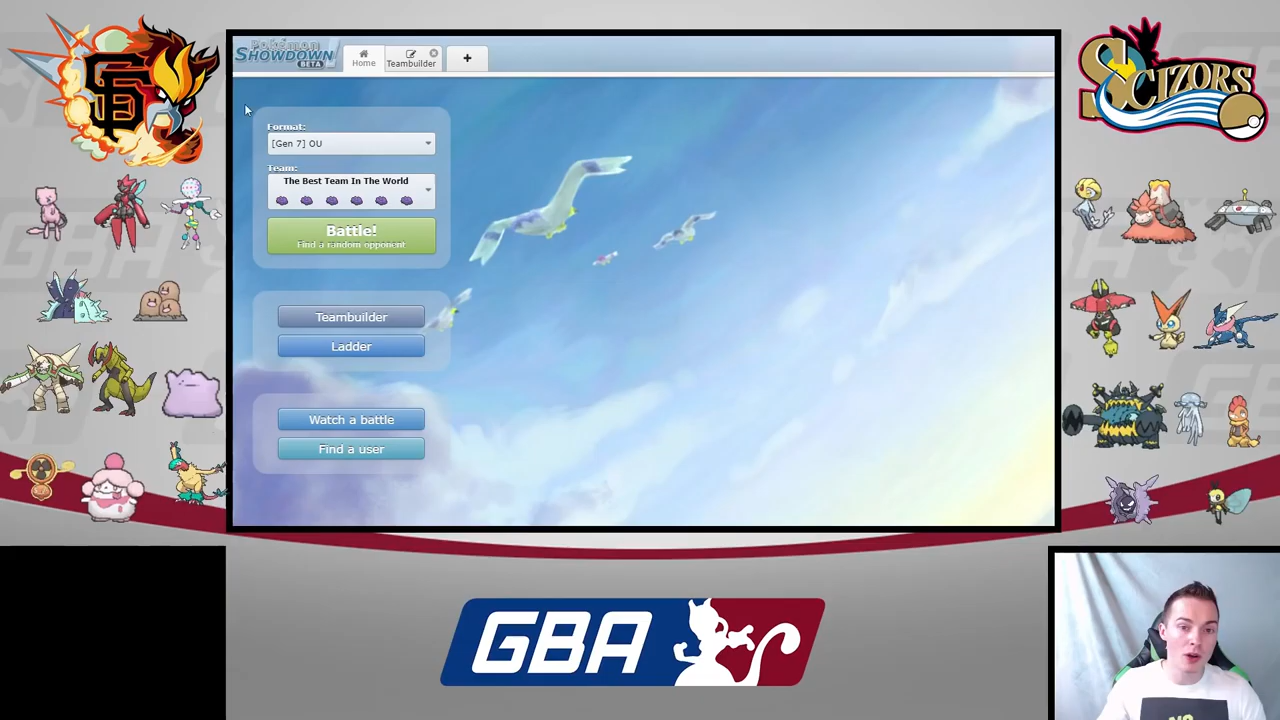 Pokémon
SHOWDOWN
BETA
Home
Teambuilder
+
Format:
[Gen 7] OU
Team:
The Best Team In The World
Battle!
Find a random opponent
Teambuilder
Ladder
Watch a battle
Find a user
SF
SCIZORS
GBA